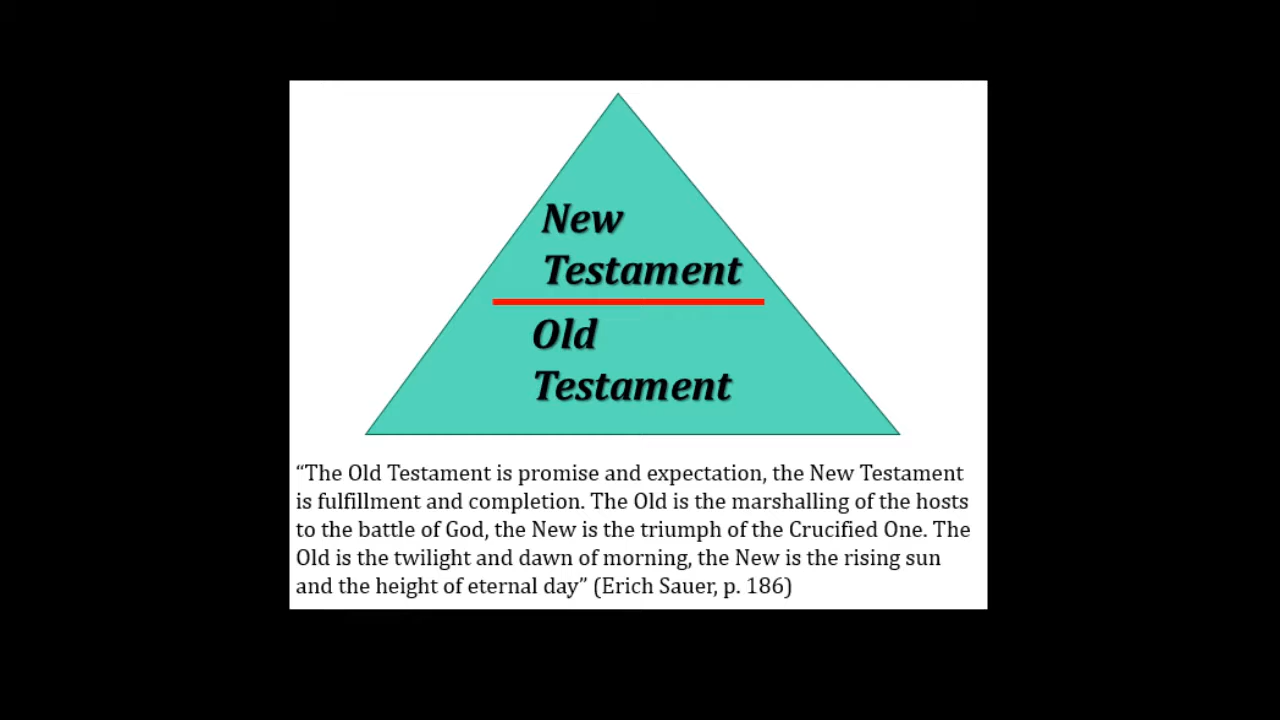 New
Testament
Old
Testament
“The Old Testament is promise and expectation, the New Testament
is fulfillment and completion. The Old is the marshalling of the hosts
to the battle of God, the New is the triumph of the Crucified One. The
Old is the twilight and dawn of morning, the New is the rising sun
and the height of eternal day” (Erich Sauer, p. 186)